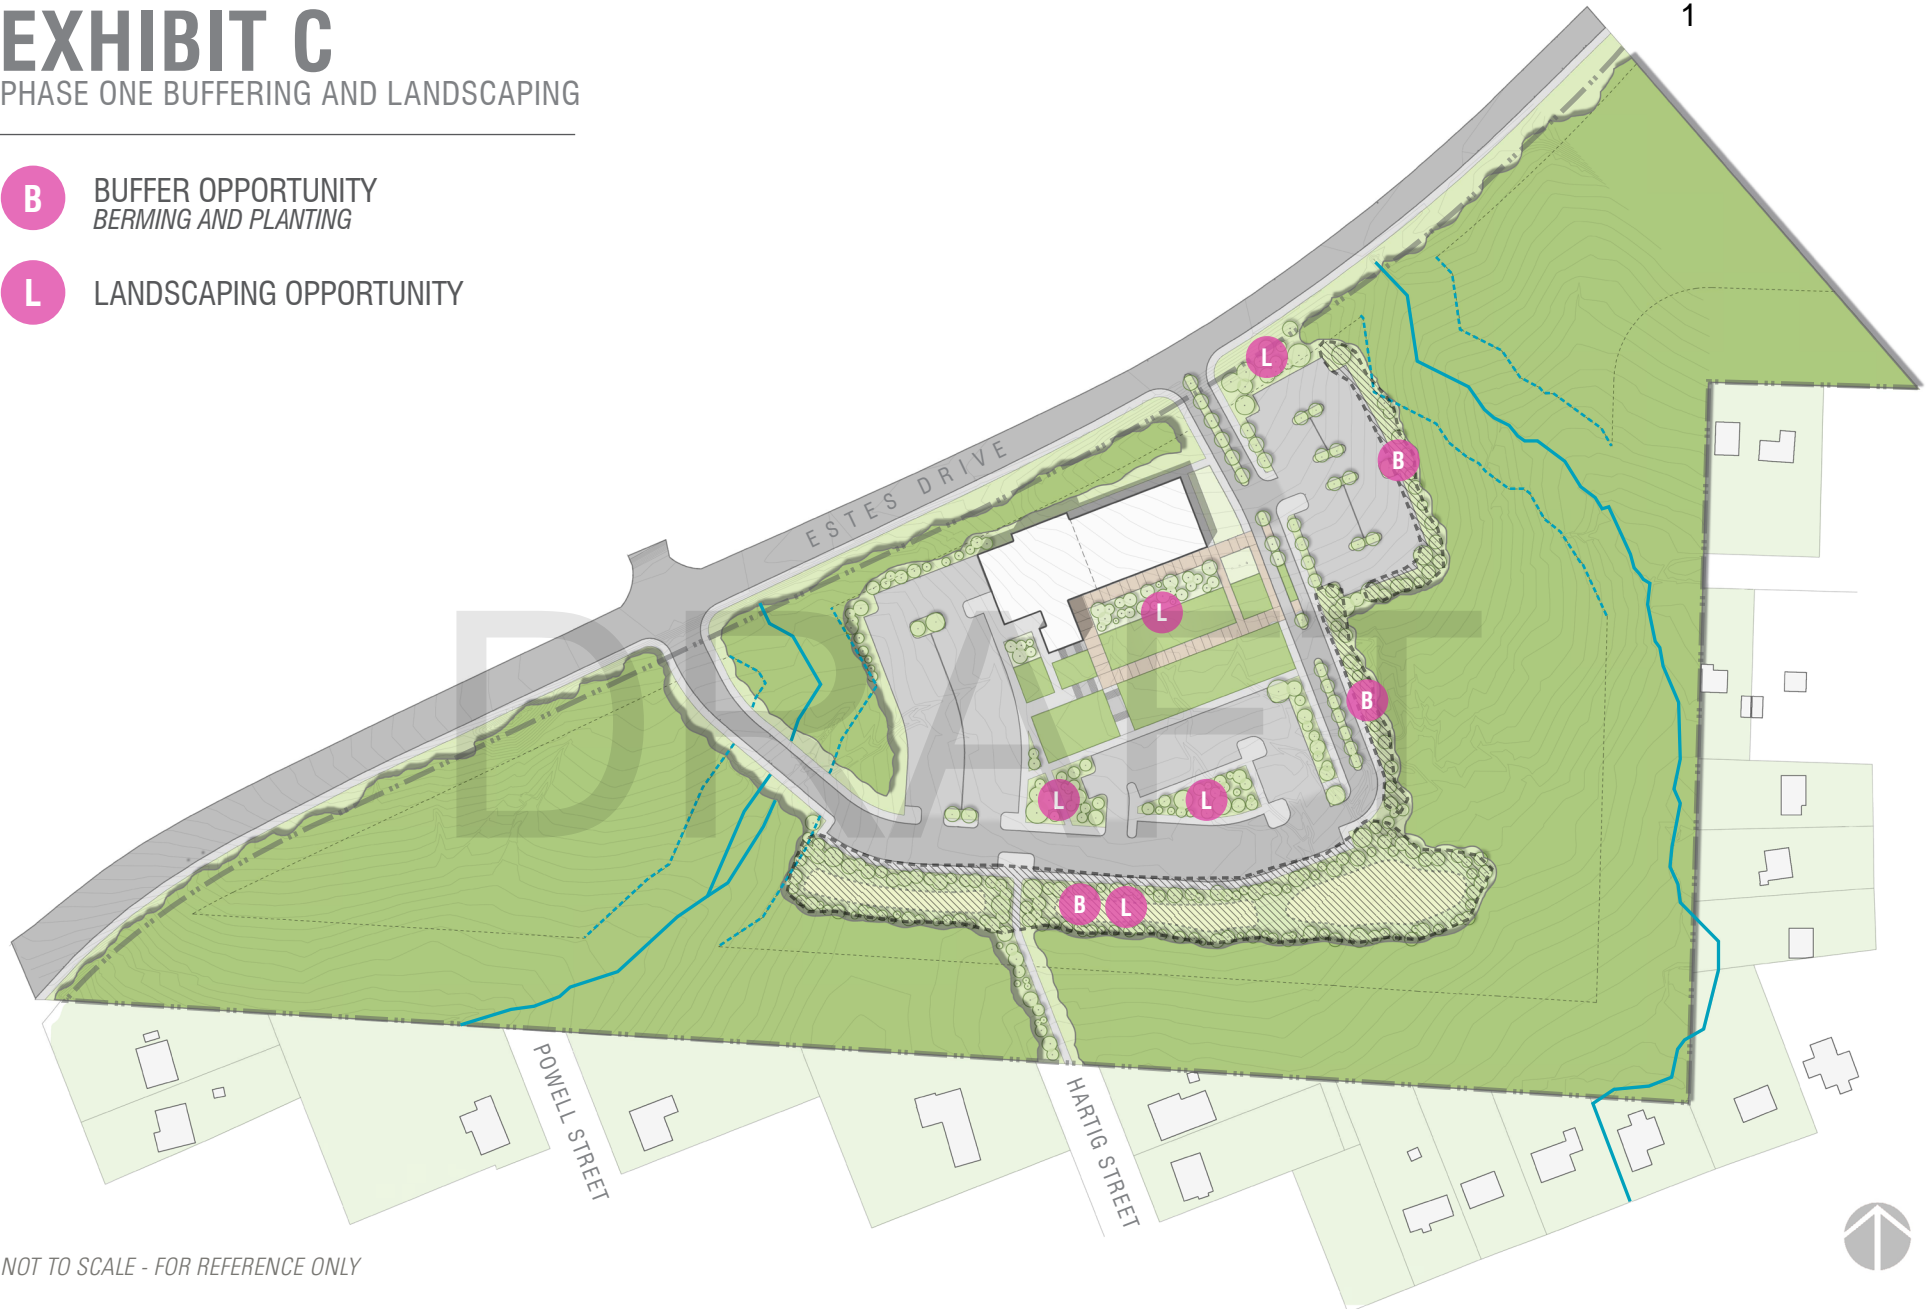 EXHIBIT C
1
PHASE ONE BUFFERING AND LANDSCAPING
B
BUFFER OPPORTUNITY
BERMING AND PLANTING
L
LANDSCAPING OPPORTUNITY
L
B
ESTES DRIVE
L
DRAFT
B
L
L
B
L
POWELL STREET
HARTIG STREET
NOT TO SCALE - FOR REFERENCE ONLY